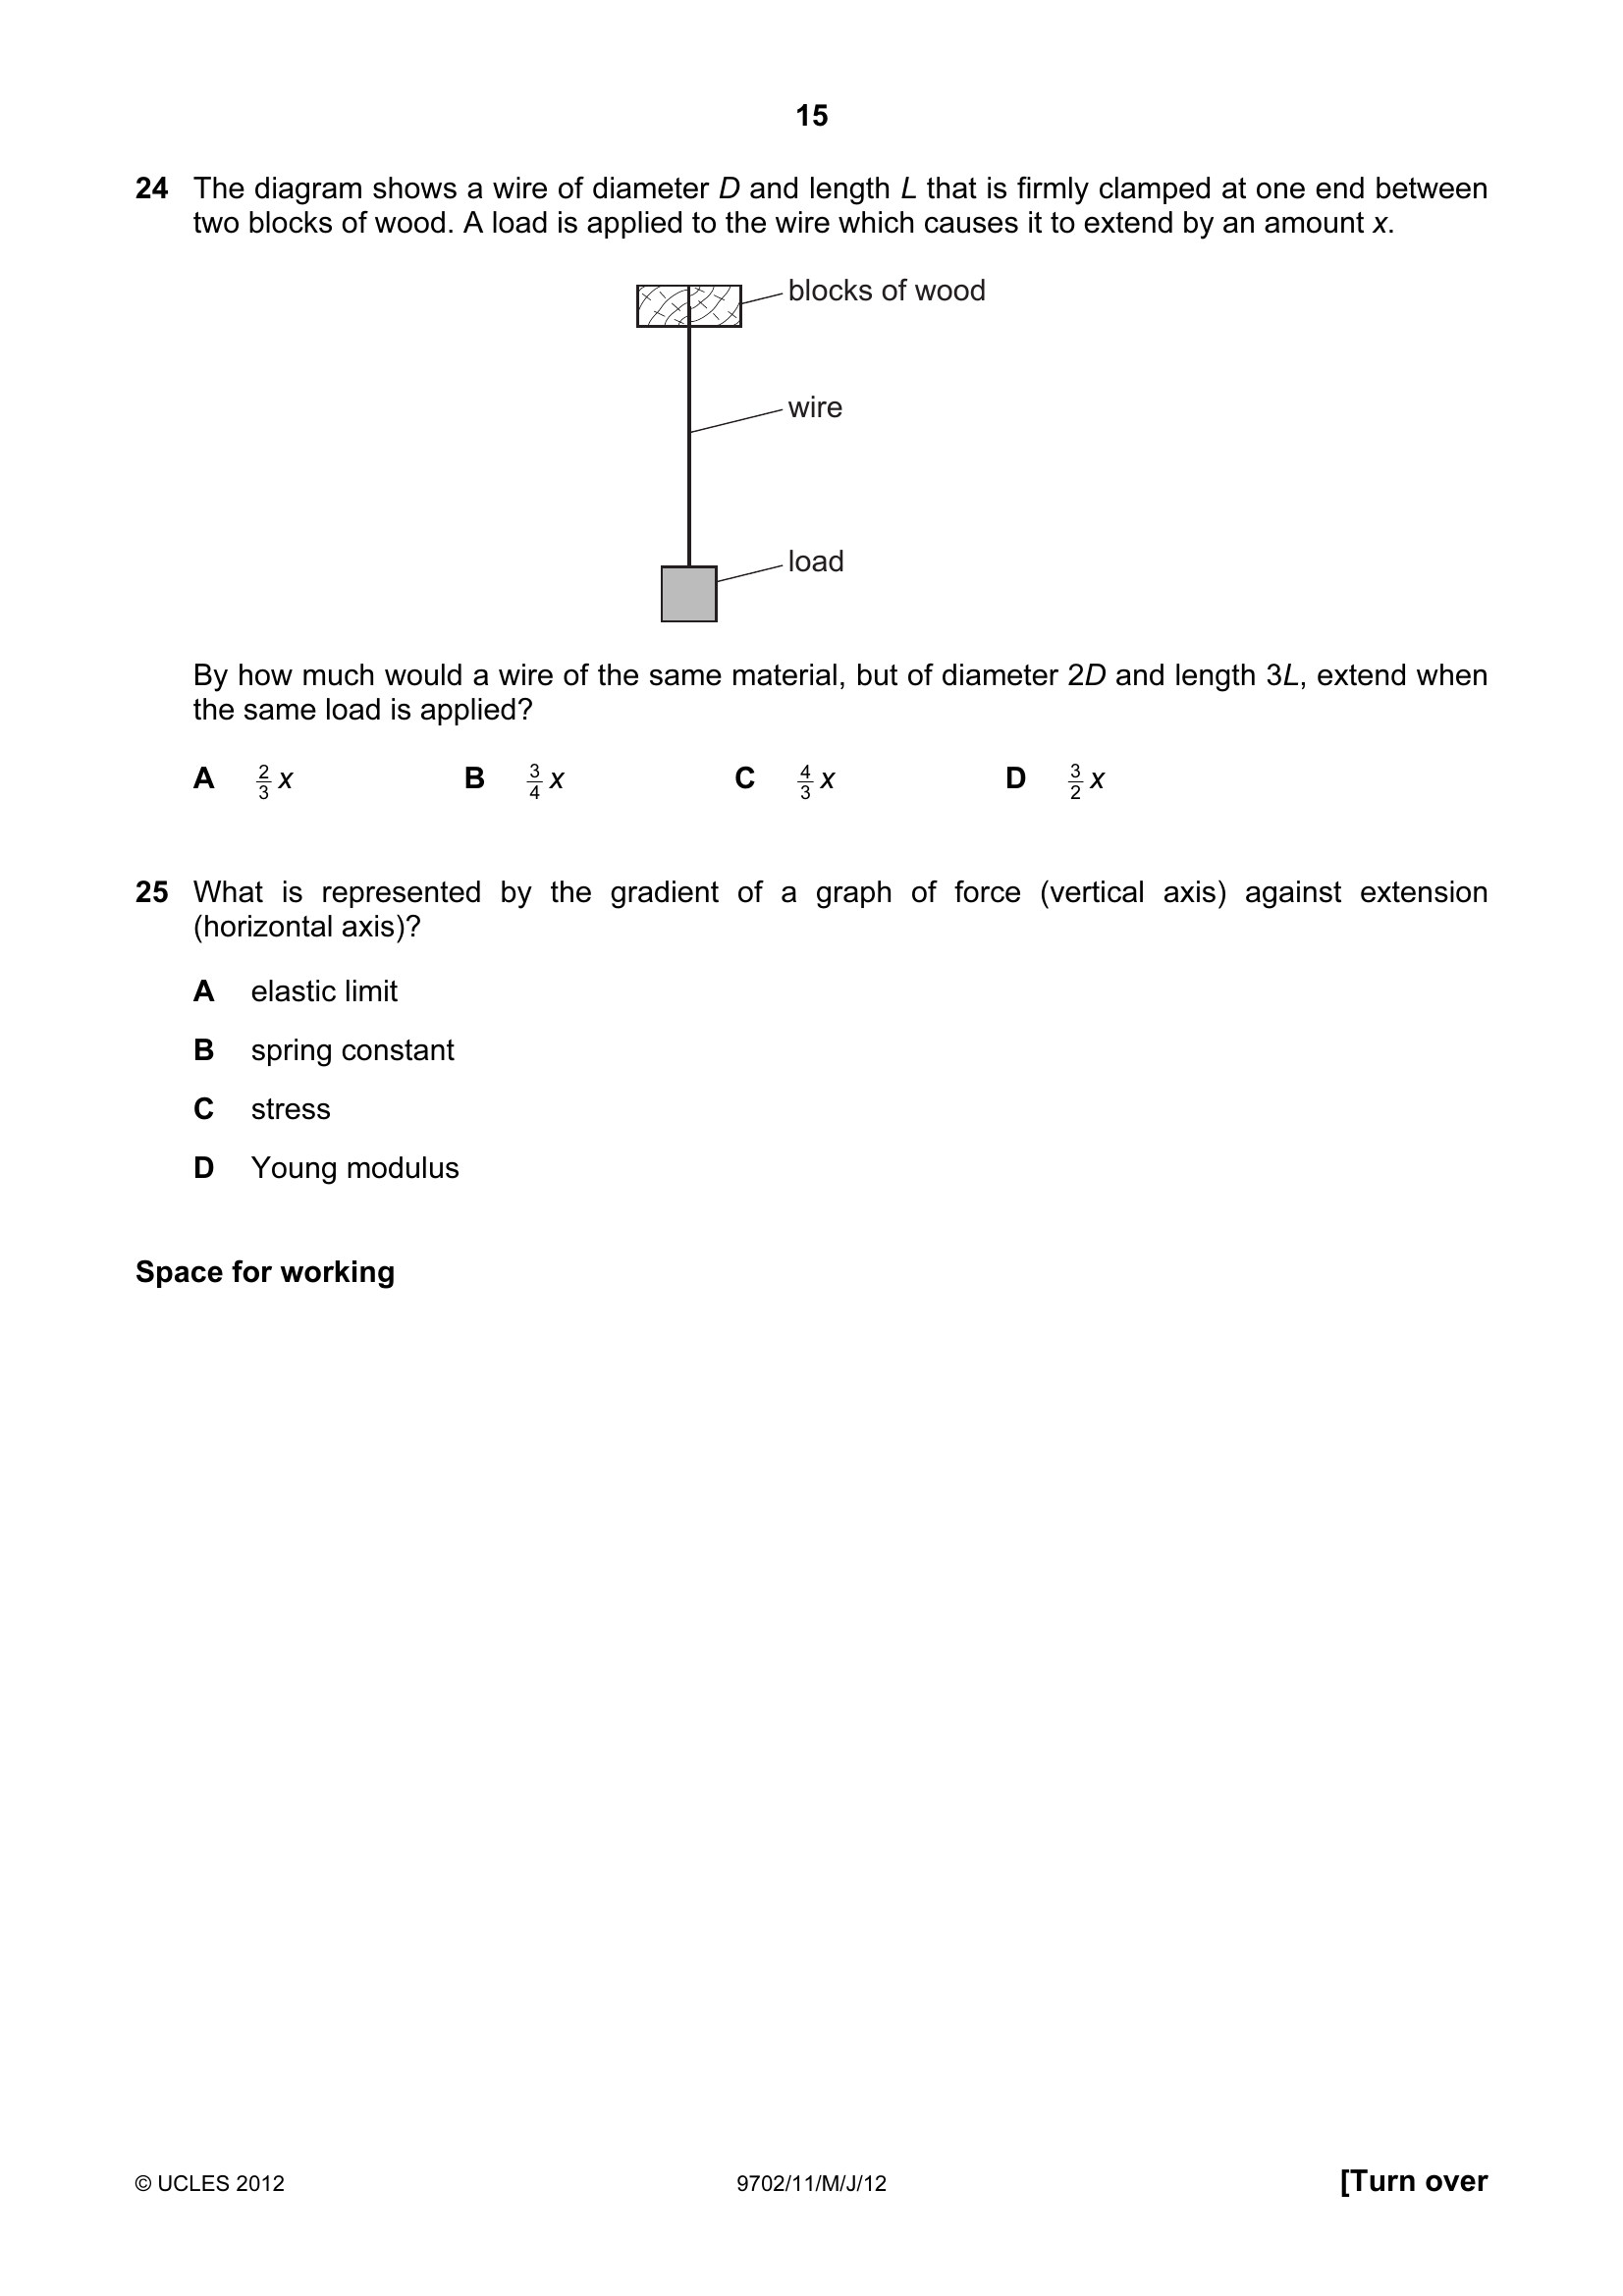 15
24 The diagram shows a wire of diameter D and length L that is firmly clamped at one end between
two blocks of wood. A load is applied to the wire which causes it to extend by an amount x.
blocks of wood
wire
load
By how much would a wire of the same material, but of diameter 2D and length 3L, extend when
the same load is applied?
A 2/3 x B 3/4 x C 4/3 x D 3/2 x
25 What is represented by the gradient of a graph of force (vertical axis) against extension
(horizontal axis)?
A elastic limit
B spring constant
C stress
D Young modulus
Space for working
© UCLES 2012 9702/11/M/J/12 [Turn over